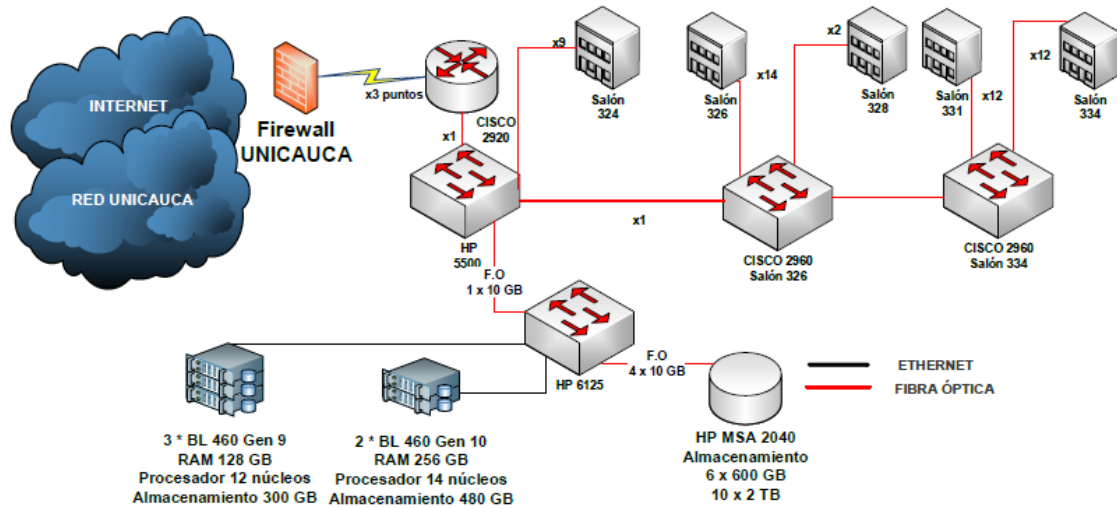 INTERNET
RED UNICAUCA
Firewall
UNICAUCA
x3 puntos
CISCO
2920
x1
HP
5500
x9
Salón
324
Salón
326
x14
x2
Salón
328
Salón
331
x12
x12
Salón
334
x1
CISCO 2960
Salón 326
CISCO 2960
Salón 334
F.O
1 x 10 GB
HP 6125
F.O
4 x 10 GB
ETHERNET
FIBRA ÓPTICA
3 * BL 460 Gen 9
RAM 128 GB
Procesador 12 núcleos
Almacenamiento 300 GB
2 * BL 460 Gen 10
RAM 256 GB
Procesador 14 núcleos
Almacenamiento 480 GB
HP MSA 2040
Almacenamiento
6 x 600 GB
10 x 2 TB